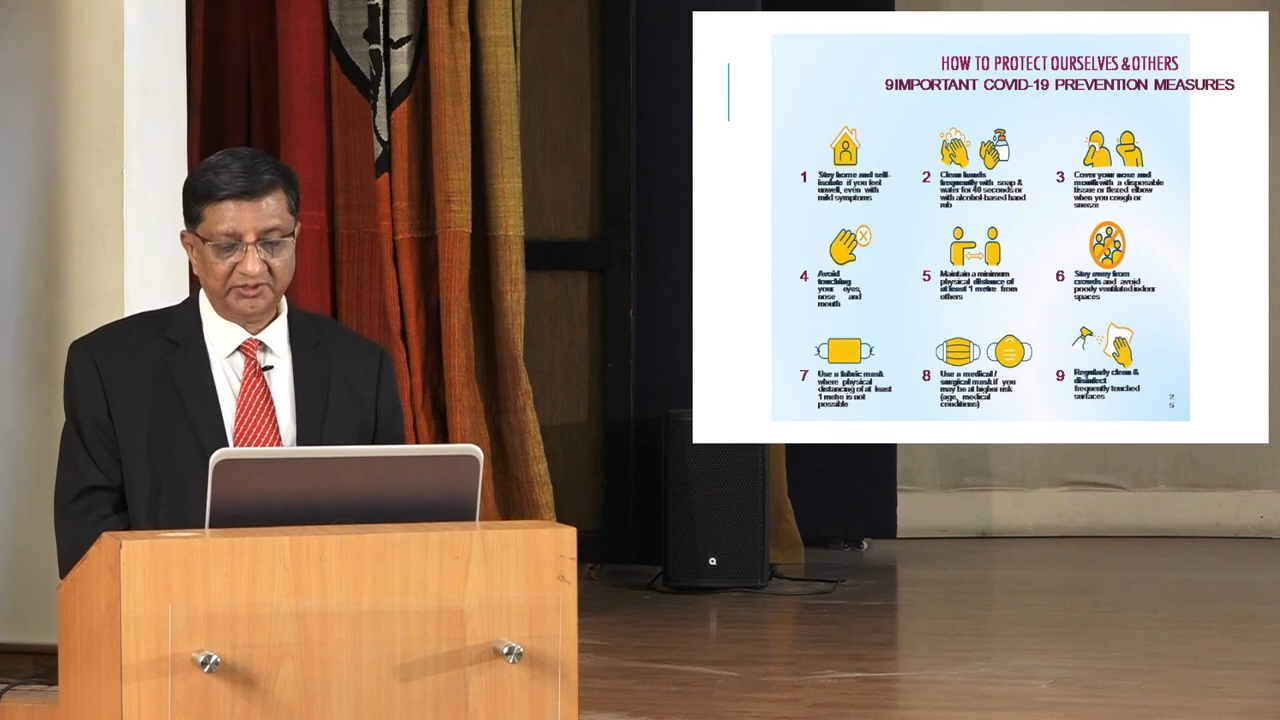 HOW TO PROTECT OURSELVES & OTHERS
9 IMPORTANT COVID-19 PREVENTION MEASURES
1
Stay home and self-
isolate if you feel
unwell, even with
mild symptoms
2
Clean hands
frequently with soap &
water for 40 seconds or
with alcohol-based hand
rub
3
Cover your nose and
mouth with a disposable
tissue or flexed elbow
when you cough or
sneeze
4
Avoid
touching
your eyes,
nose and
mouth
5
Maintain a minimum
physical distance of
at least 1 metre from
others
6
Stay away from
crowds and avoid
poorly ventilated indoor
spaces
7
Use a fabric mask
where physical
distancing of at least
1 metre is not
possible
8
Use a medical /
surgical mask if you
may be at higher risk
(age, medical
conditions)
9
Regularly clean &
disinfect
frequently touched
surfaces
2
5